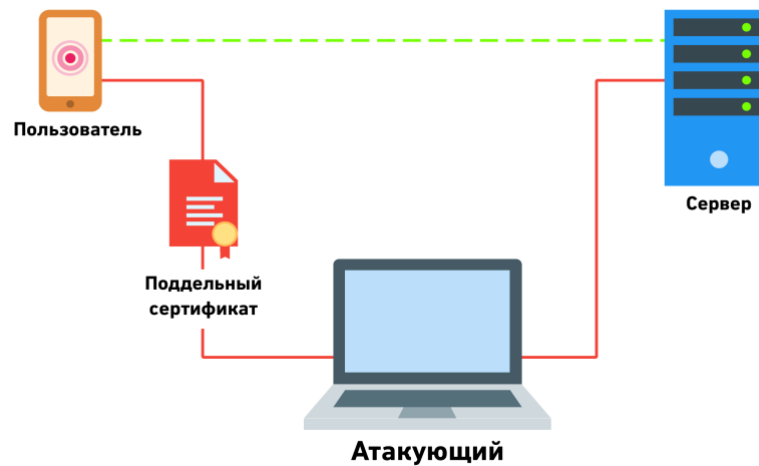 Пользователь
Сервер
Поддельный
сертификат
Атакующий